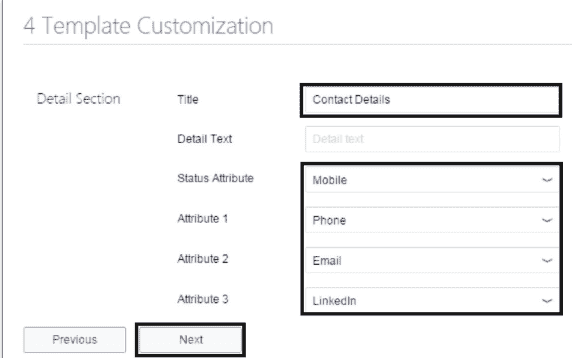 4 Template Customization
Detail Section Title Contact Details
Detail Text Detail text
Status Attribute Mobile
Attribute 1 Phone
Attribute 2 Email
Attribute 3 LinkedIn
Previous Next